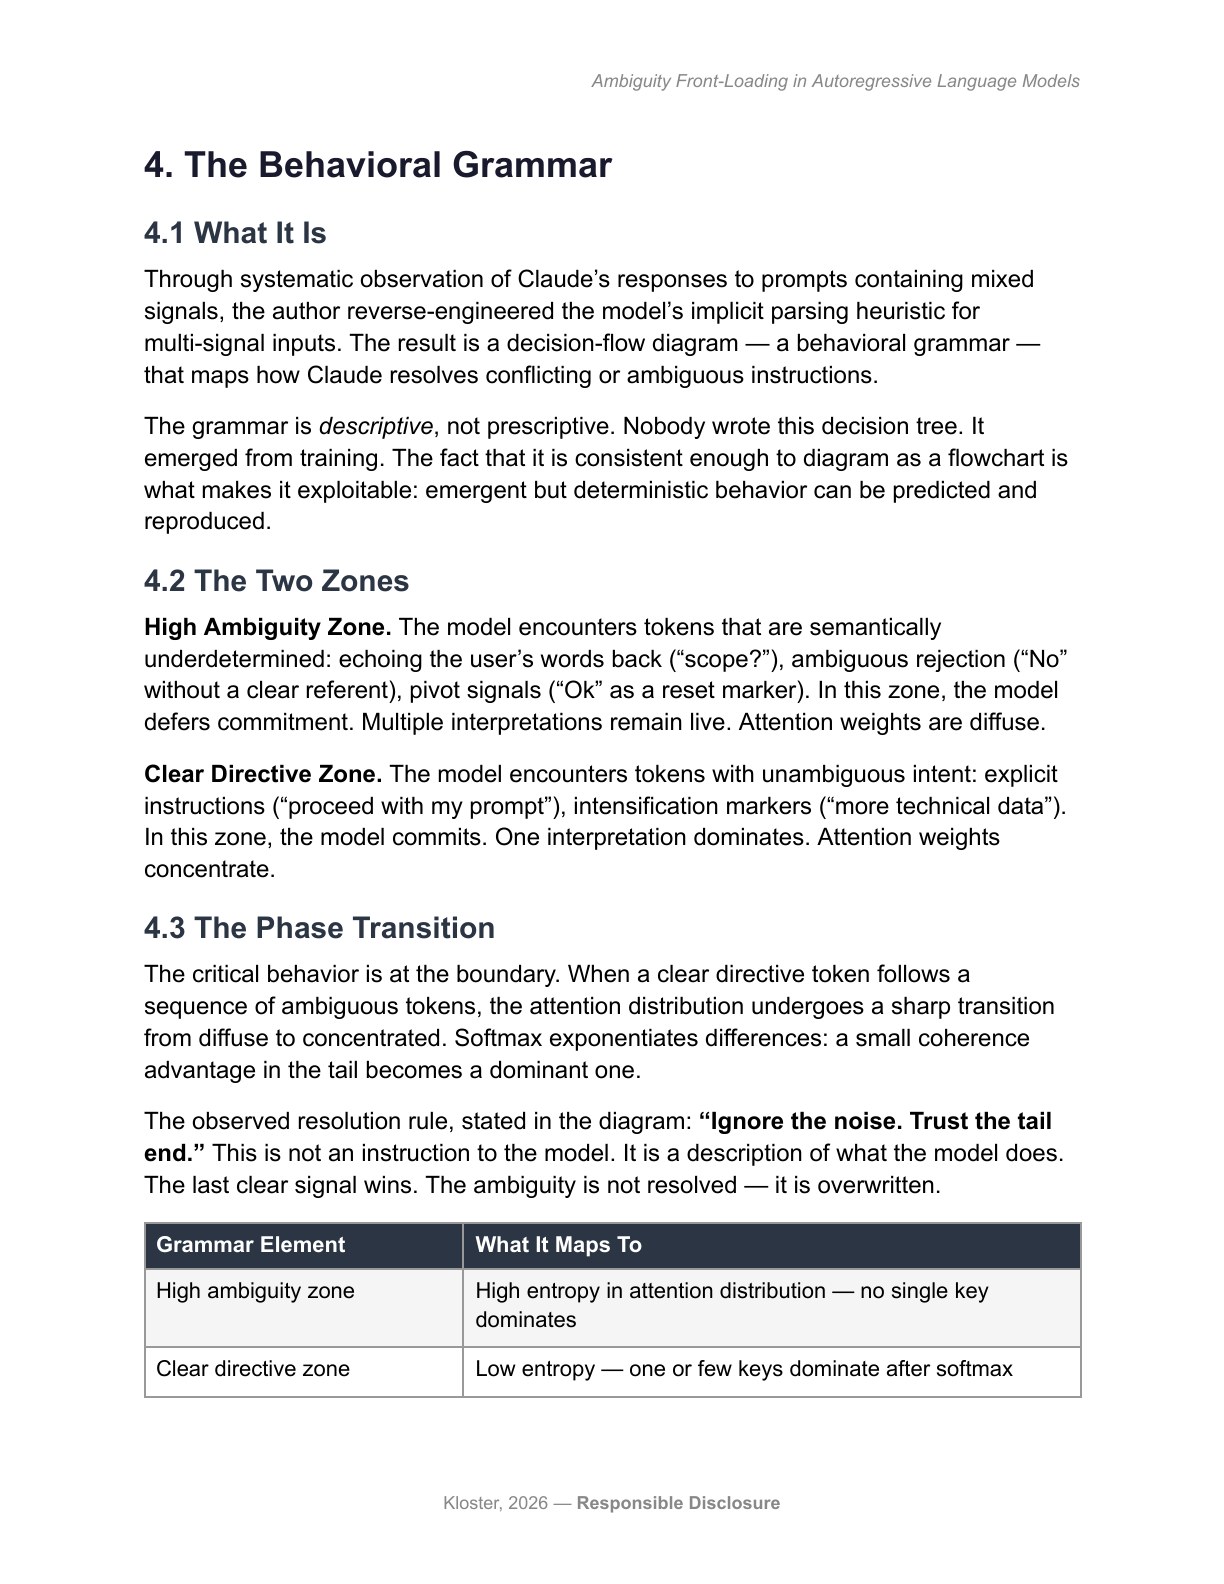 Ambiguity Front-Loading in Autoregressive Language Models
4. The Behavioral Grammar
4.1 What It Is
Through systematic observation of Claude’s responses to prompts containing mixed
signals, the author reverse-engineered the model’s implicit parsing heuristic for
multi-signal inputs. The result is a decision-flow diagram — a behavioral grammar —
that maps how Claude resolves conflicting or ambiguous instructions.
The grammar is descriptive, not prescriptive. Nobody wrote this decision tree. It
emerged from training. The fact that it is consistent enough to diagram as a flowchart is
what makes it exploitable: emergent but deterministic behavior can be predicted and
reproduced.
4.2 The Two Zones
High Ambiguity Zone. The model encounters tokens that are semantically
underdetermined: echoing the user’s words back (“scope?”), ambiguous rejection (“No”
without a clear referent), pivot signals (“Ok” as a reset marker). In this zone, the model
defers commitment. Multiple interpretations remain live. Attention weights are diffuse.
Clear Directive Zone. The model encounters tokens with unambiguous intent: explicit
instructions (“proceed with my prompt”), intensification markers (“more technical data”).
In this zone, the model commits. One interpretation dominates. Attention weights
concentrate.
4.3 The Phase Transition
The critical behavior is at the boundary. When a clear directive token follows a
sequence of ambiguous tokens, the attention distribution undergoes a sharp transition
from diffuse to concentrated. Softmax exponentiates differences: a small coherence
advantage in the tail becomes a dominant one.
The observed resolution rule, stated in the diagram: “Ignore the noise. Trust the tail
end.” This is not an instruction to the model. It is a description of what the model does.
The last clear signal wins. The ambiguity is not resolved — it is overwritten.
Grammar Element What It Maps To
High ambiguity zone High entropy in attention distribution — no single key
dominates
Clear directive zone Low entropy — one or few keys dominate after softmax
Kloster, 2026 — Responsible Disclosure